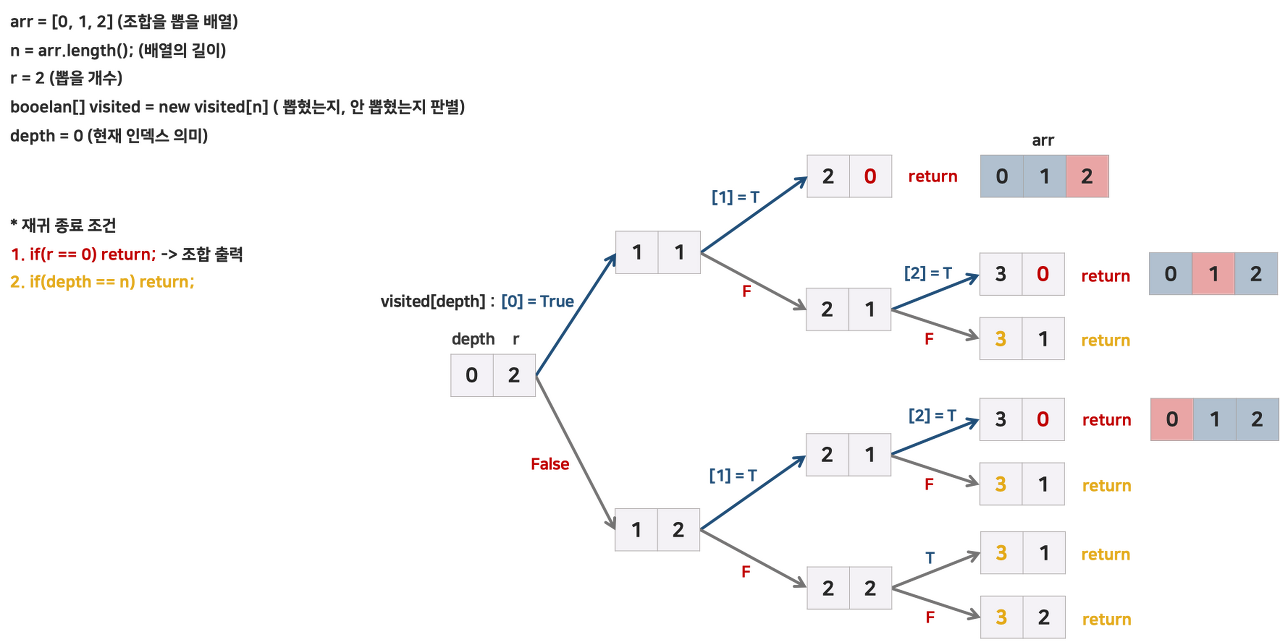 arr = [0, 1, 2] (조합을 뽑을 배열)
n = arr.length(); (배열의 길이)
r = 2 (뽑을 개수)
booelan[] visited = new visited[n] ( 뽑혔는지, 안 뽑혔는지 판별)
depth = 0 (현재 인덱스 의미)
* 재귀 종료 조건
1. if(r == 0) return; -> 조합 출력
2. if(depth == n) return;
visited[depth] : [0] = True
depth r
0 2
False
1 1
[1] = T
F
2 0 return
arr
0 1 2
2 1
[2] = T
F
3 0 return 0 1 2
3 1 return
1 2
[1] = T
F
2 1
[2] = T
F
3 0 return 0 1 2
3 1 return
2 2
T
F
3 1 return
3 2 return